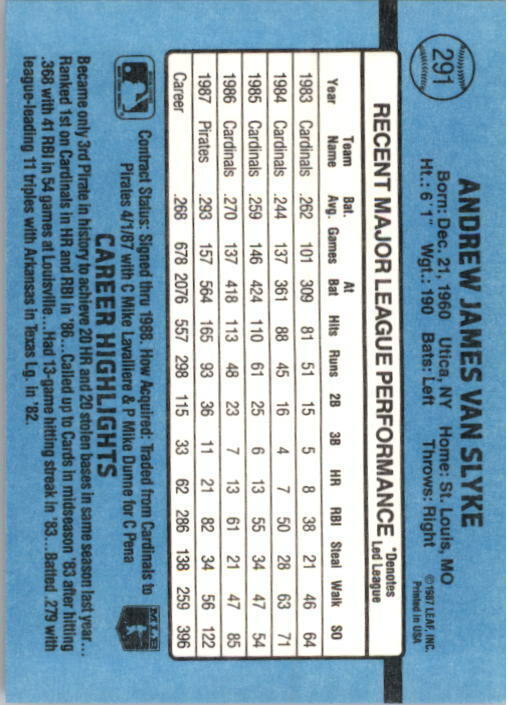 291
ANDREW JAMES VAN SLYKE
Born: Dec. 21, 1960 Utica, NY Home: St. Louis, MO
Ht.: 6'1" Wgt.: 190 Bats: Left Throws: Right
©1987 LEAF, INC.
Printed in USA
RECENT MAJOR LEAGUE PERFORMANCE *Denotes Led League
Year Team Name Bat. Avg. Games At Bat Hits Runs 2B 3B HR RBI Steal Walk SO
1983 Cardinals .262 101 309 81 51 15 5 8 38 21 46 64
1984 Cardinals .244 137 361 88 45 16 4 7 50 28 63 71
1985 Cardinals .259 146 424 110 61 25 6 13 55 34 47 54
1986 Cardinals .270 137 418 113 48 23 7 13 61 21 47 85
1987 Pirates .293 157 564 165 93 36 11 21 82 34 56 122
Career .268 678 2076 557 298 115 33 62 286 138 259 396
Contract Status: Signed thru 1988. How Acquired: Traded from Cardinals to
Pirates 4/1/87 with C Mike Lavalliere & P Mike Dunne for C Pena
MLB
CAREER HIGHLIGHTS
Became only 3rd Pirate in history to achieve 20 HR and 20 stolen bases in same season last year...
Ranked 1st on Cardinals in HR and RBI in '86...Called up to Cards in midseason '83 after hitting
.368 with 41 RBI in 54 games at Louisville...Had 13-game hitting streak in '83...Batted .279 with
league-leading 11 triples with Arkansas in Texas Lg. in '82.